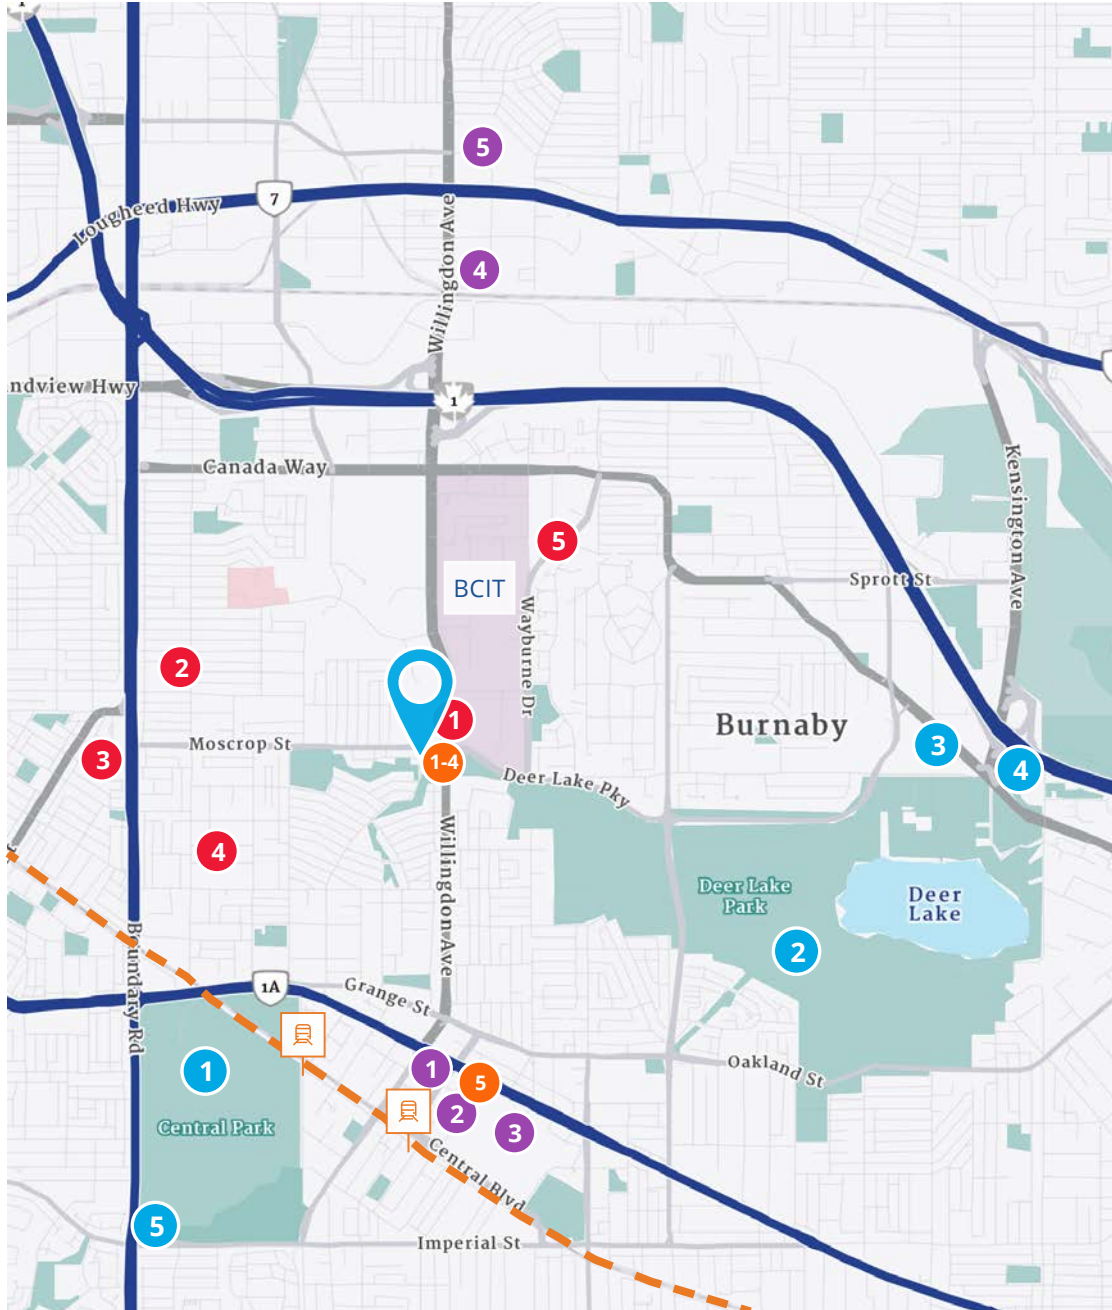 5
7
Lougheed Hwy
Willingdon Ave
4
ndview Hwy
1
Canada Way
Kensington Ave
5
BCIT
Sprott St
Wayburne Dr
2
1
Burnaby
Moscrop St
3
3
1-4
4
Deer Lake Pky
4
Willingdon Ave
Deer Lake
Park
Deer
Lake
2
Boundary Rd
1A
Grange St
1
1
5
Oakland St
2
3
Central Park
Central Blvd
5
Imperial St